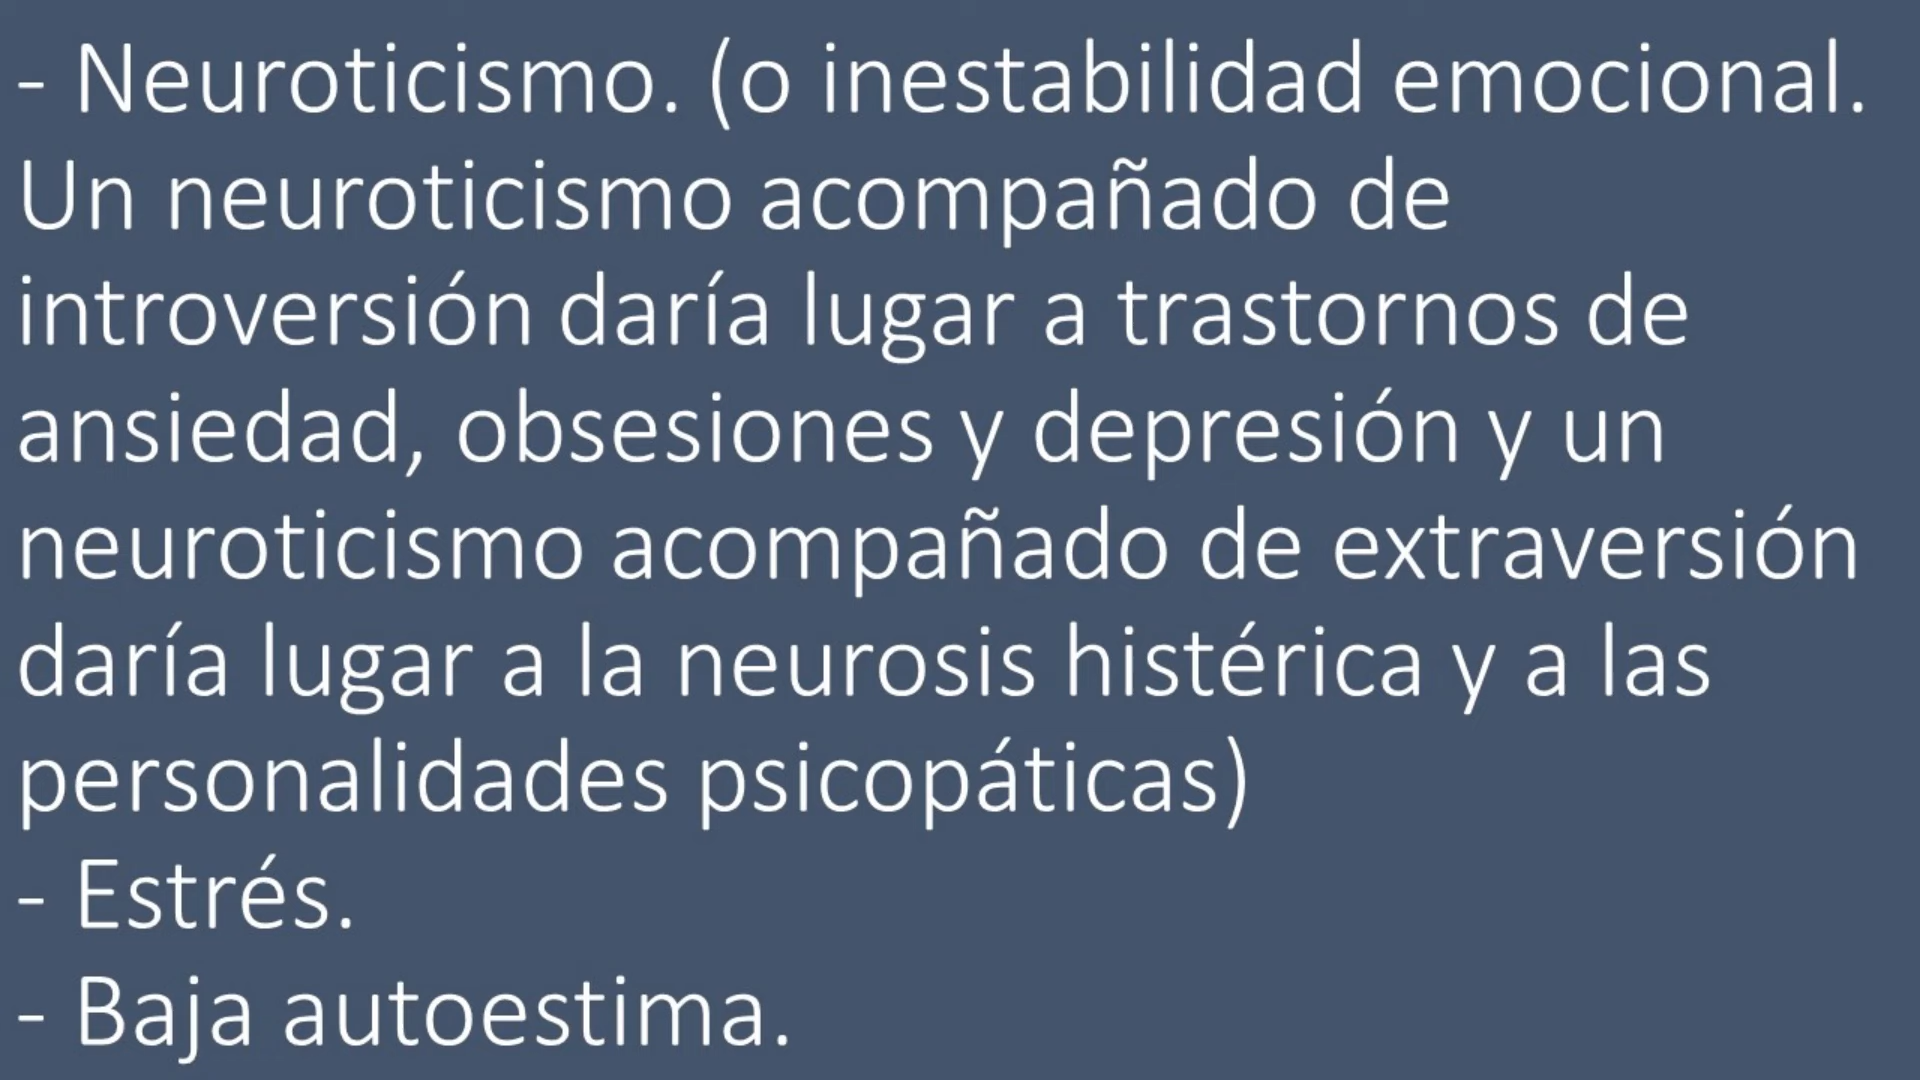 - Neuroticismo. (o inestabilidad emocional.
Un neuroticismo acompañado de
introversión daría lugar a trastornos de
ansiedad, obsesiones y depresión y un
neuroticismo acompañado de extraversión
daría lugar a la neurosis histérica y a las
personalidades psicopáticas)
- Estrés.
- Baja autoestima.